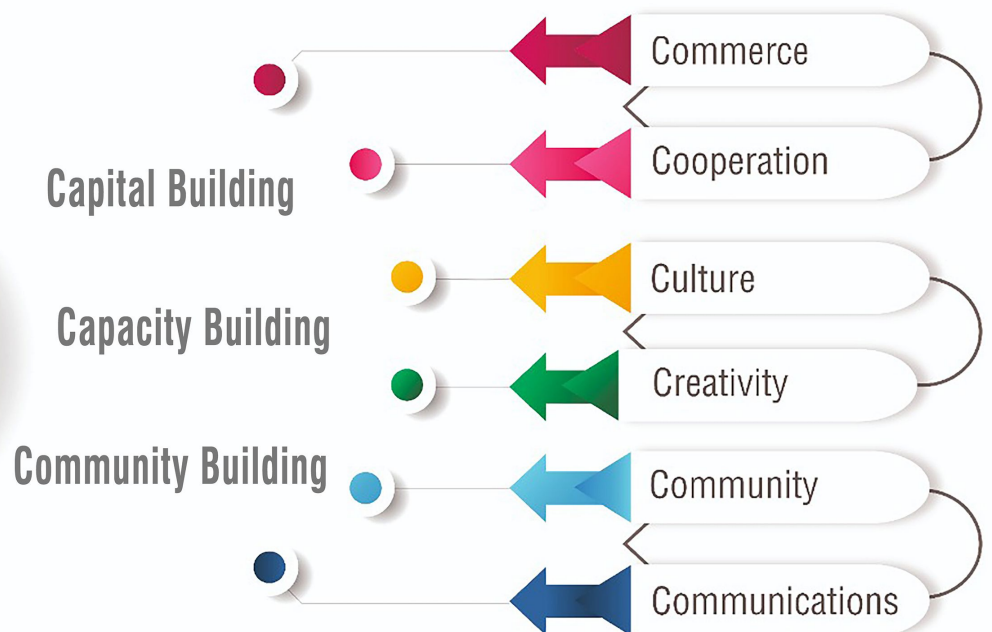 Commerce
Cooperation
Capital Building
Culture
Capacity Building
Creativity
Community Building
Community
Communications